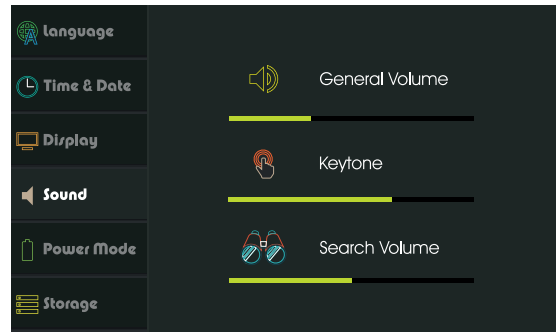 Language
Time & Date
Display
Sound
Power Mode
Storage
General Volume
Keytone
Search Volume